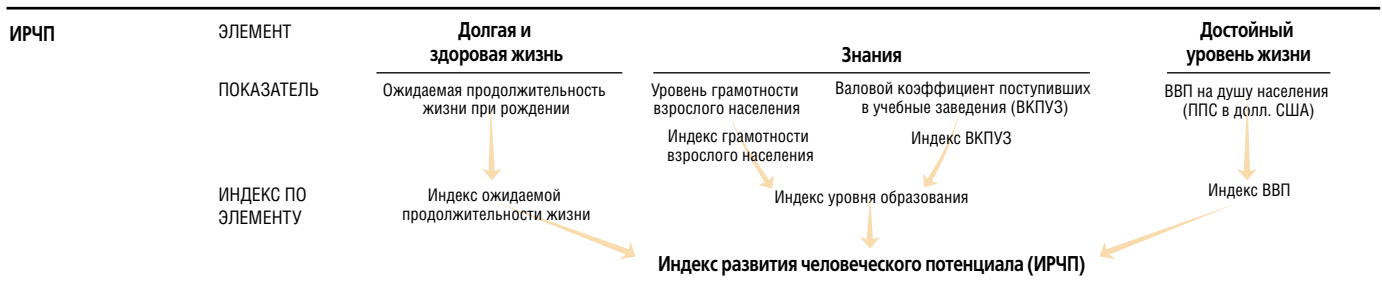 ИРЧП
ЭЛЕМЕНТ
Долгая и
здоровая жизнь
Знания
Достойный
уровень жизни
ПОКАЗАТЕЛЬ
Ожидаемая продолжительность
жизни при рождении
Уровень грамотности
взрослого населения
Валовой коэффициент поступивших
в учебные заведения (ВКПУЗ)
ВВП на душу населения
(ППС в долл. США)
Индекс грамотности
взрослого населения
Индекс ВКПУЗ
ИНДЕКС ПО
ЭЛЕМЕНТУ
Индекс ожидаемой
продолжительности жизни
Индекс уровня образования
Индекс ВВП
Индекс развития человеческого потенциала (ИРЧП)